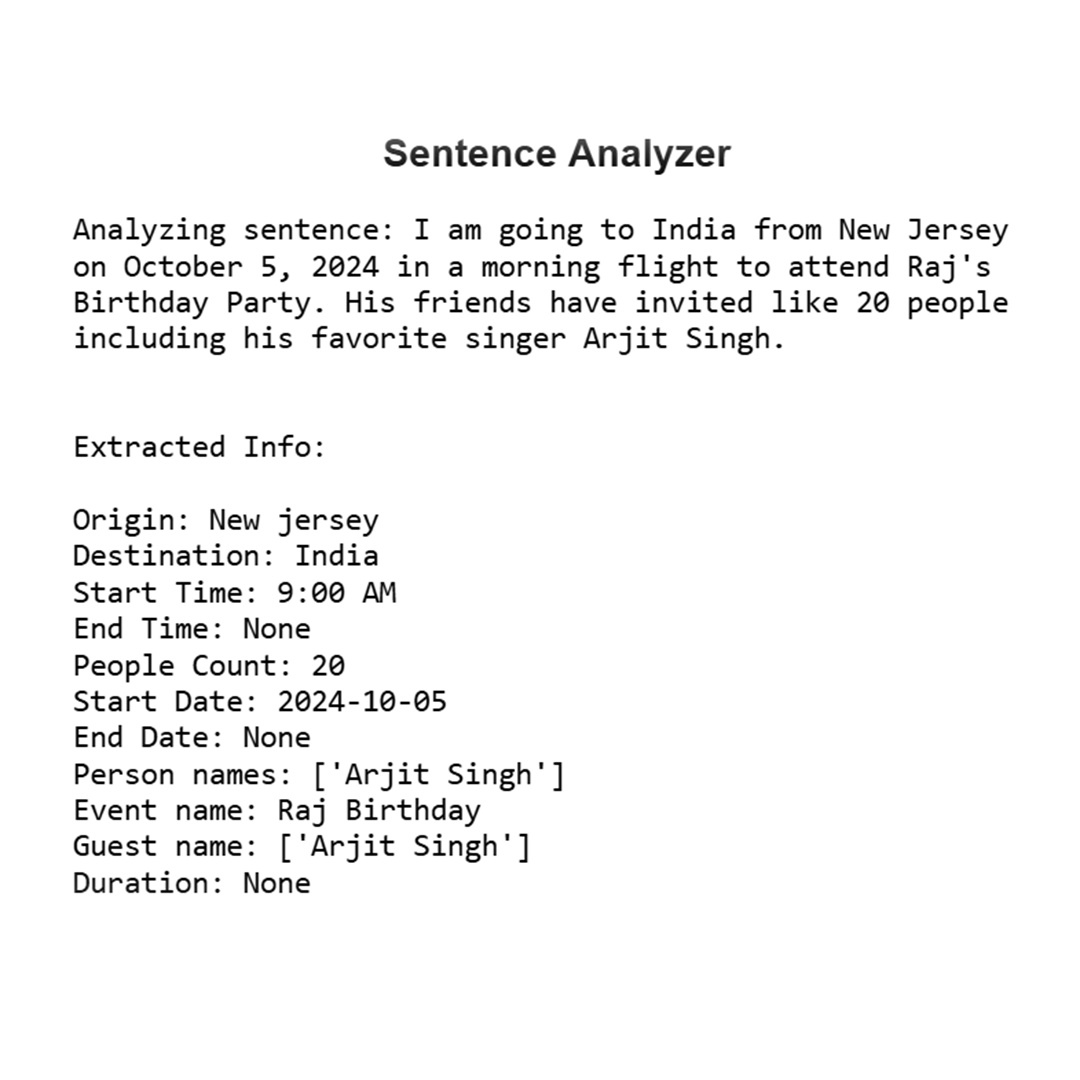 Sentence Analyzer
Analyzing sentence: I am going to India from New Jersey
on October 5, 2024 in a morning flight to attend Raj's
Birthday Party. His friends have invited like 20 people
including his favorite singer Arjit Singh.
Extracted Info:
Origin: New jersey
Destination: India
Start Time: 9:00 AM
End Time: None
People Count: 20
Start Date: 2024-10-05
End Date: None
Person names: ['Arjit Singh']
Event name: Raj Birthday
Guest name: ['Arjit Singh']
Duration: None